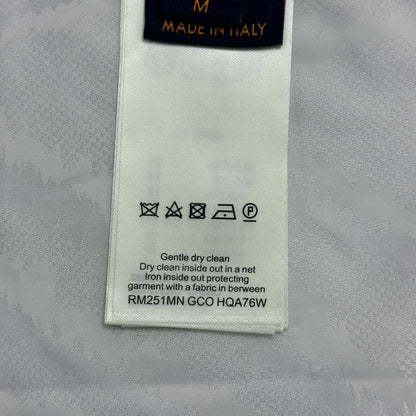 M
MADE IN ITALY
P
Gentle dry clean
Dry clean inside out in a net
Iron inside out protecting
garment with a fabric in berween
RM251MN GCO HQA76W